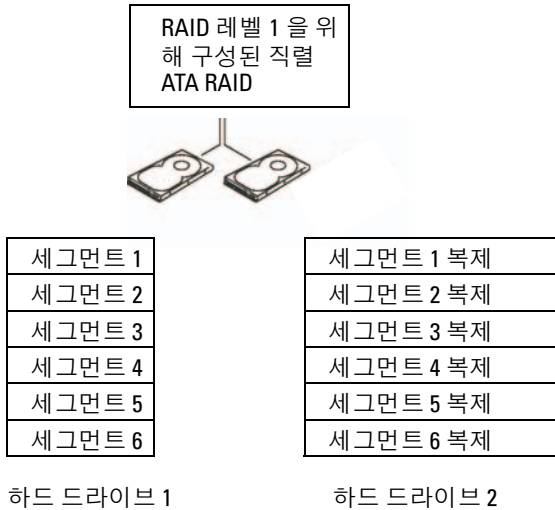 RAID 레벨 1 을 위
해 구성된 직렬
ATA RAID
세그먼트 1
세그먼트 1 복제
세그먼트 2
세그먼트 2 복제
세그먼트 3
세그먼트 3 복제
세그먼트 4
세그먼트 4 복제
세그먼트 5
세그먼트 5 복제
세그먼트 6
세그먼트 6 복제
하드 드라이브 1
하드 드라이브 2